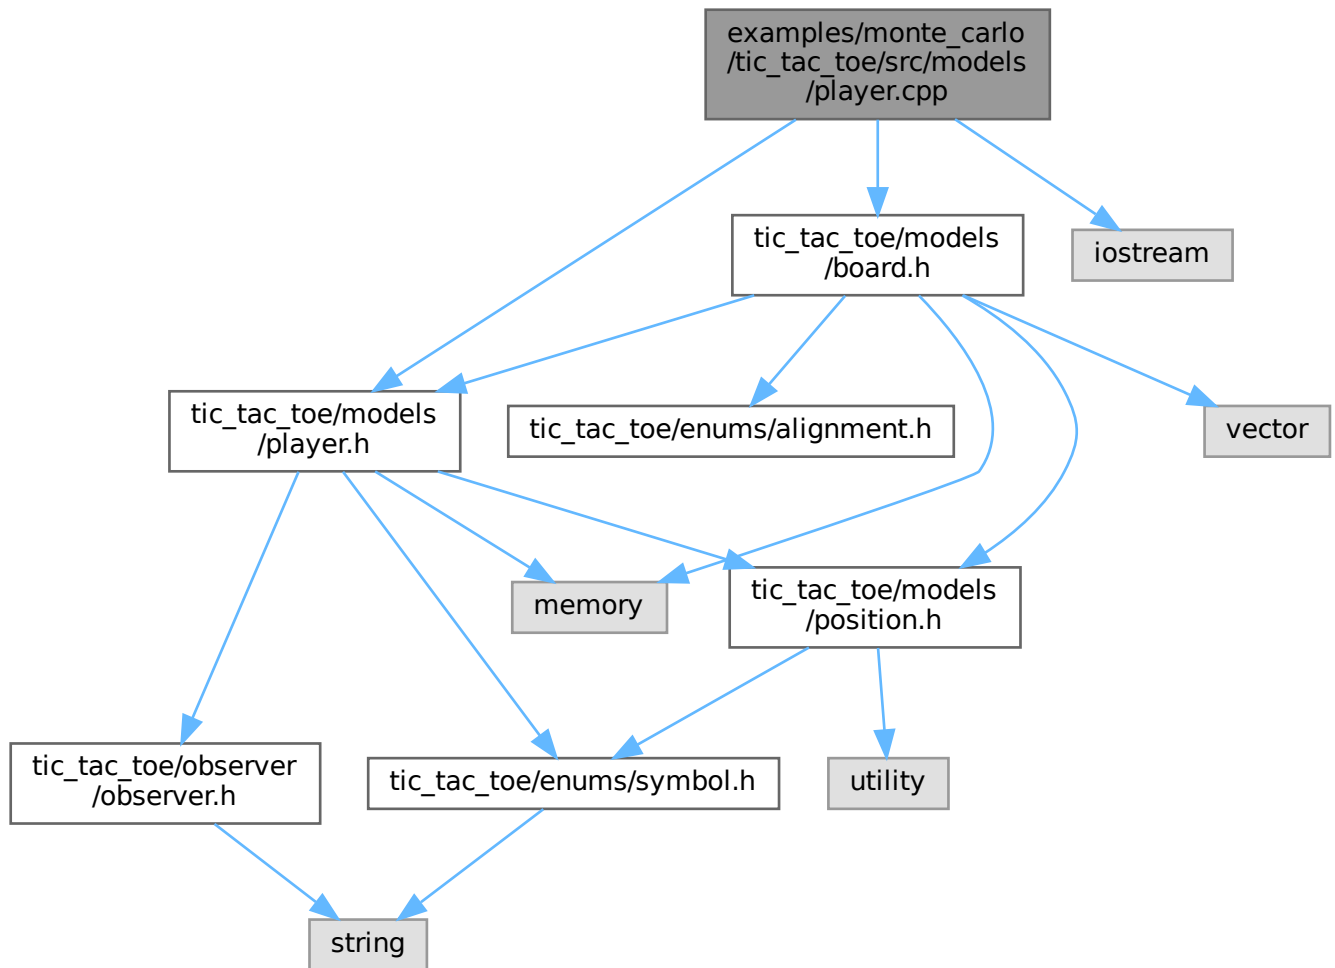 examples/monte_carlo
/tic_tac_toe/src/models
/player.cpp
tic_tac_toe/models
/board.h
iostream
tic_tac_toe/models
/player.h
tic_tac_toe/enums/alignment.h
vector
memory
tic_tac_toe/models
/position.h
tic_tac_toe/observer
/observer.h
tic_tac_toe/enums/symbol.h
utility
string